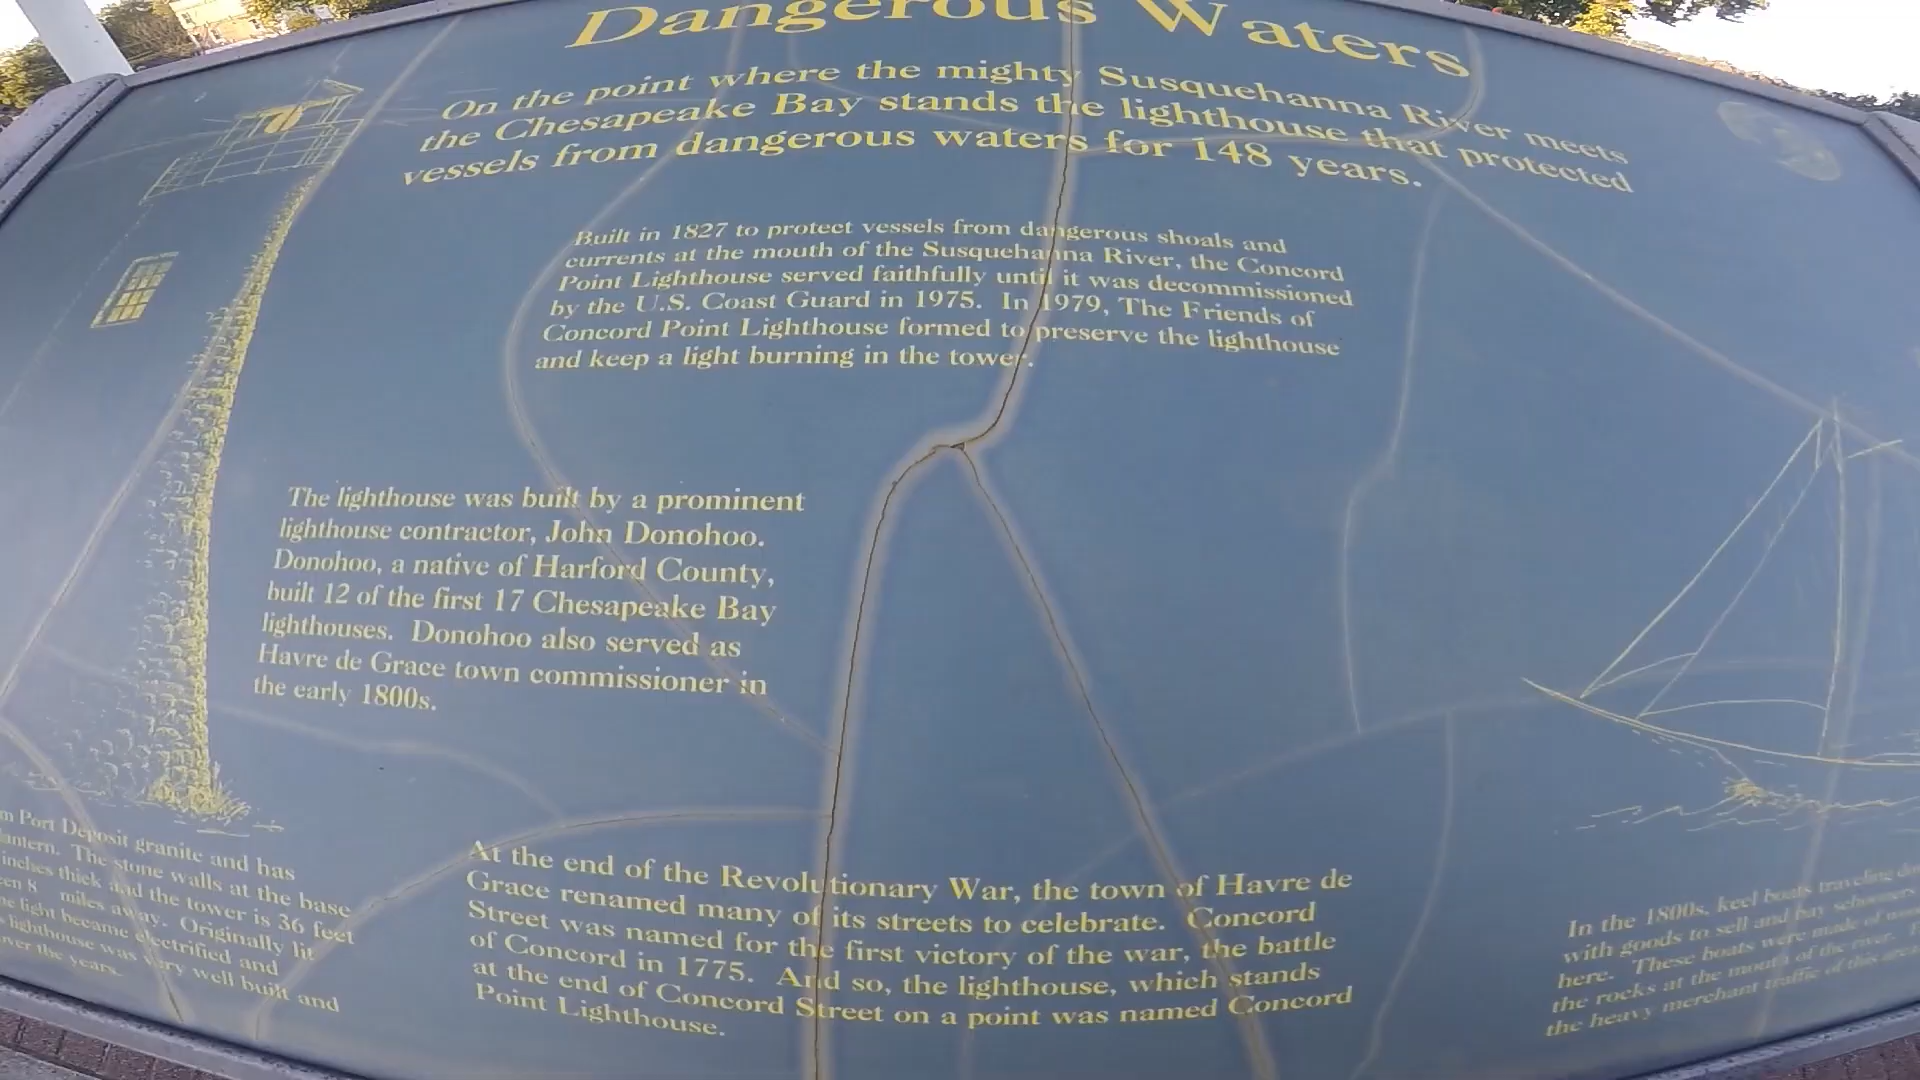 Dangerous Waters
On the point where the mighty Susquehanna River meets
the Chesapeake Bay stands the lighthouse that protected
vessels from dangerous waters for 148 years.
Built in 1827 to protect vessels from dangerous shoals and
currents at the mouth of the Susquehanna River, the Concord
Point Lighthouse served faithfully until it was decommissioned
by the U.S. Coast Guard in 1975. In 1979, The Friends of
Concord Point Lighthouse formed to preserve the lighthouse
and keep a light burning in the tower.
The lighthouse was built by a prominent
lighthouse contractor, John Donohoo.
Donohoo, a native of Harford County,
built 12 of the first 17 Chesapeake Bay
lighthouses. Donohoo also served as
Havre de Grace town commissioner in
the early 1800s.
Port Deposit granite and has
The stone walls at the base
inches thick and the tower is 36 feet
8 miles away. Originally lit
light became electrified and
lighthouse was very well built and
over the years.
At the end of the Revolutionary War, the town of Havre de
Grace renamed many of its streets to celebrate. Concord
Street was named for the first victory of the war, the battle
of Concord in 1775. And so, the lighthouse, which stands
at the end of Concord Street on a point was named Concord
Point Lighthouse.
In the 1800s, keel boats traveling
with goods to sell and bay schooners
here. These boats were made of
the rocks at the mouth of the river.
the heavy merchant traffic of this area